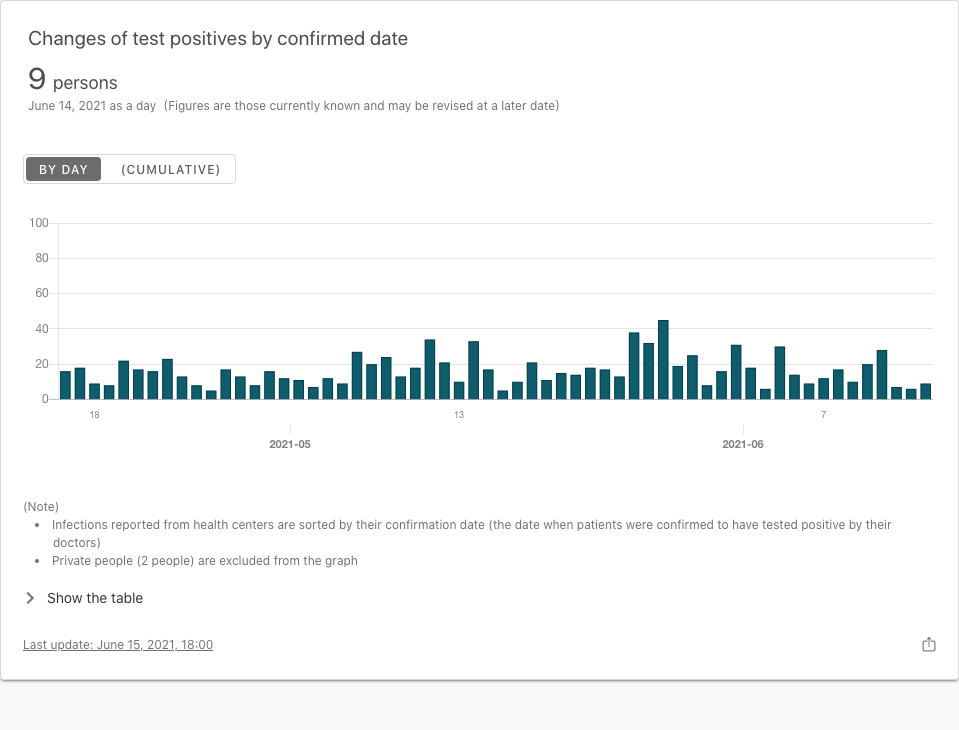 Changes of test positives by confirmed date
9 persons
June 14, 2021 as a day (Figures are those currently known and may be revised at a later date)
BY DAY (CUMULATIVE)
100
80
60
40
20
0
18 13 7
2021-05 2021-06
(Note)
• Infections reported from health centers are sorted by their confirmation date (the date when patients were confirmed to have tested positive by their
doctors)
• Private people (2 people) are excluded from the graph
Show the table
Last update: June 15, 2021, 18:00